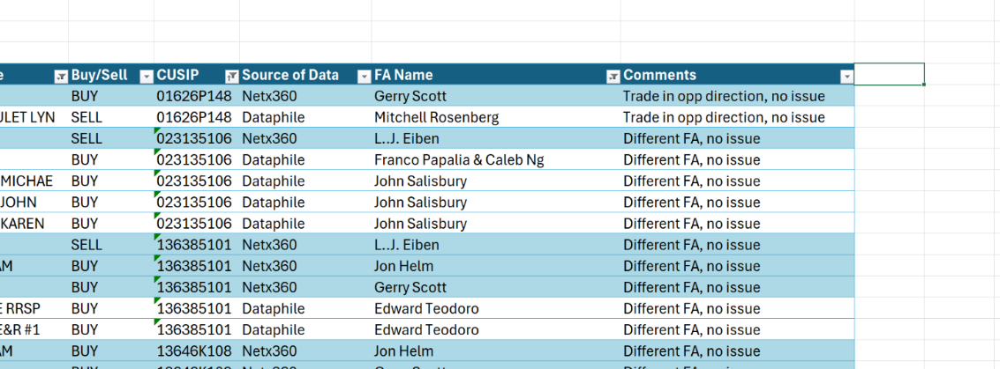 e Buy/Sell CUSIP Source of Data FA Name Comments
BUY 01626P148 Netx360 Gerry Scott Trade in opp direction, no issue
JLET LYN SELL 01626P148 Dataphile Mitchell Rosenberg Trade in opp direction, no issue
SELL 023135106 Netx360 L..J. Eiben Different FA, no issue
BUY 023135106 Dataphile Franco Papalia & Caleb Ng Different FA, no issue
MICHAE BUY 023135106 Dataphile John Salisbury Different FA, no issue
JOHN BUY 023135106 Dataphile John Salisbury Different FA, no issue
KAREN BUY 023135106 Dataphile John Salisbury Different FA, no issue
SELL 136385101 Netx360 L..J. Eiben Different FA, no issue
AM BUY 136385101 Netx360 Jon Helm Different FA, no issue
BUY 136385101 Netx360 Gerry Scott Different FA, no issue
E RRSP BUY 136385101 Dataphile Edward Teodoro Different FA, no issue
E&R #1 BUY 136385101 Dataphile Edward Teodoro Different FA, no issue
AM BUY 13646K108 Netx360 Jon Helm Different FA, no issue